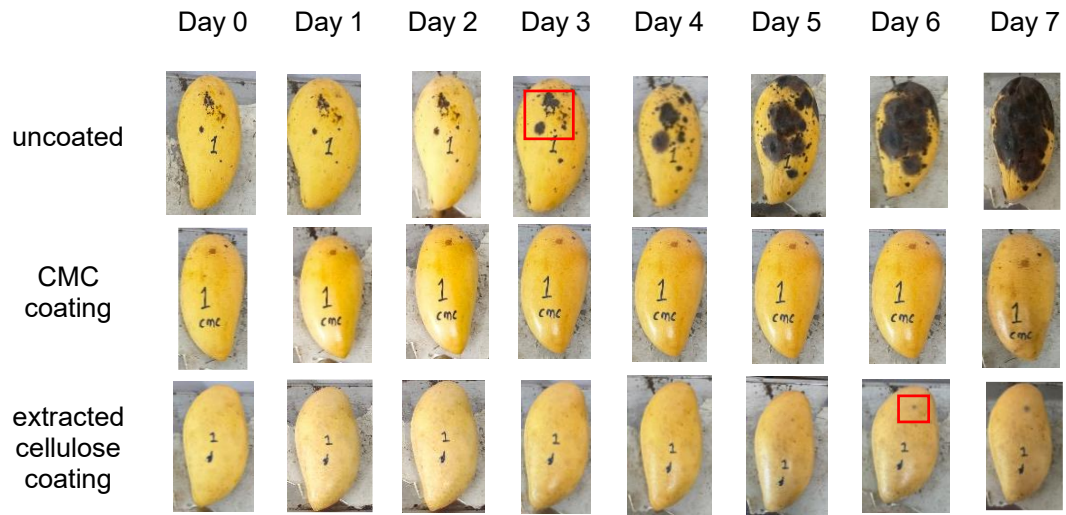 Day 0 Day 1 Day 2 Day 3 Day 4 Day 5 Day 6 Day 7
uncoated
1 1 1 1 1 1
CMC
coating
1 1 1 1 1 1 1 1
cmc cmc cmc cmc cmc cmc cmc cmc
extracted
cellulose
coating
1 1 1 1 1 1 1 1